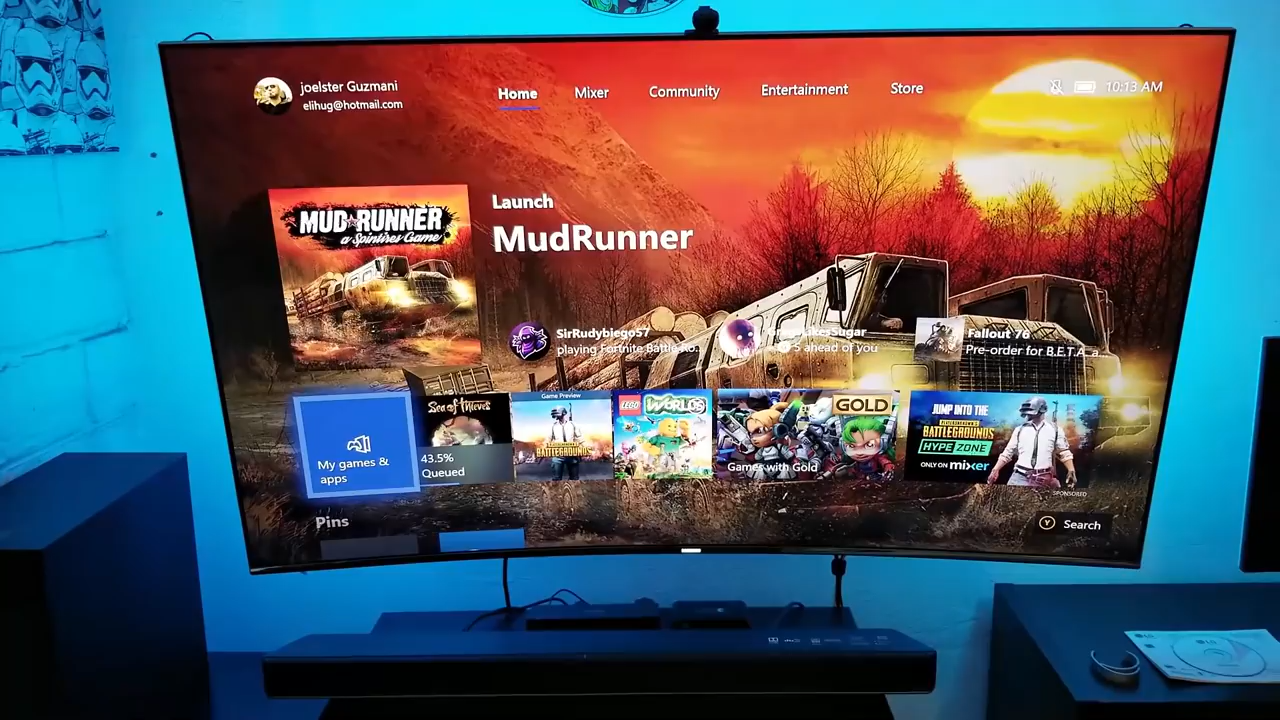 joelster Guzmani
elihug@hotmail.com
Home
Mixer
Community
Entertainment
Store
10:13 AM
MUDRUNNER
a Spintires Game
Launch
MudRunner
SirRudybiego57
playing Fortnite Battle Ro...
LikesSugar
5 ahead of you
Fallout 76
Pre-order for B.E.T.A. a...
My games &
apps
Sea of Thieves
43.5%
Queued
Game Preview
BATTLEGROUNDS
LEGO
WORLDS
GOLD
Games with Gold
JUMP INTO THE
BATTLEGROUNDS
HYPE ZONE
ONLY ON mixer
SPONSORED
Pins
Y
Search
LG